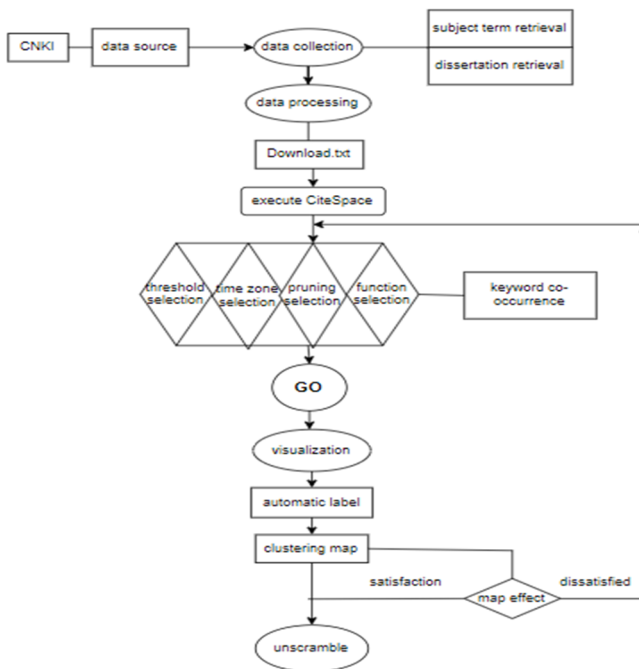 subject term retrieval
CNKI
data source
data collection
dissertation retrieval
data processing
Download.txt
execute CiteSpace
threshold
selection
time zone
selection
pruning
selection
function
selection
keyword co-
occurrence
GO
visualization
automatic label
clustering map
satisfaction
map effect
dissatisfied
unscramble